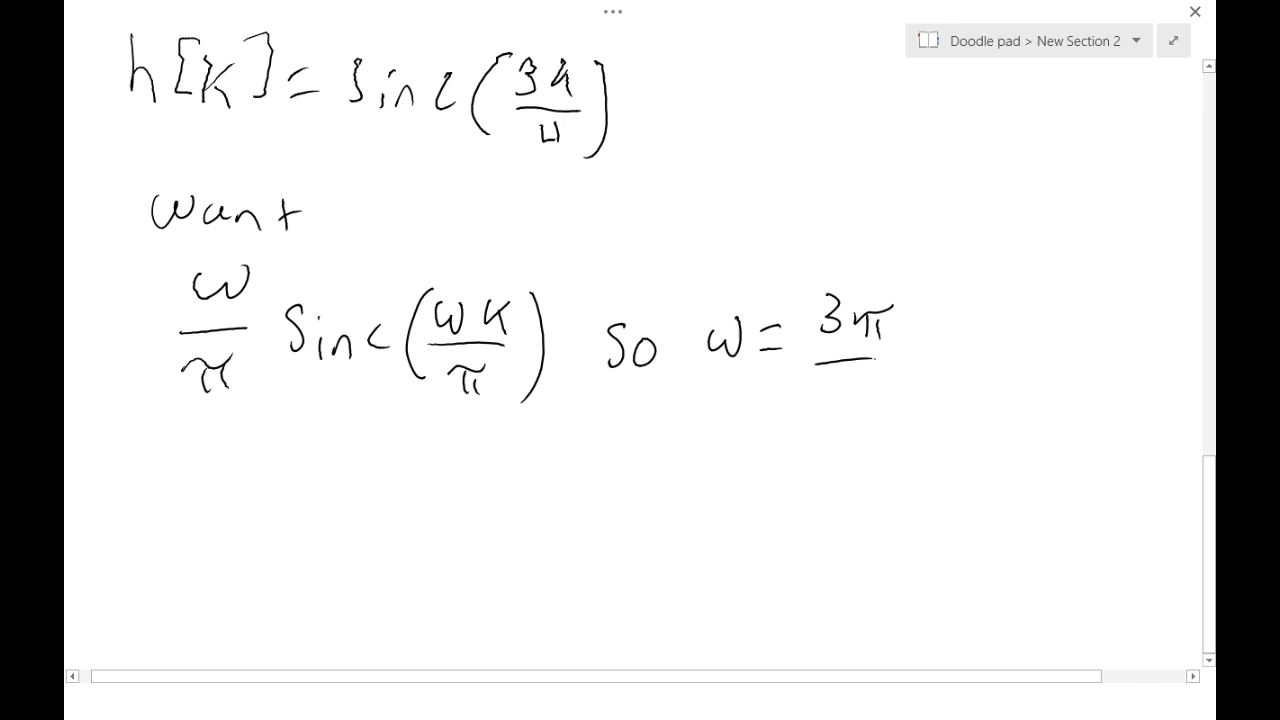 Doodle pad > New Section 2
h[k] = sinc(3k/4)
want
ω/π sinc(ωk/π) so ω = 3π/